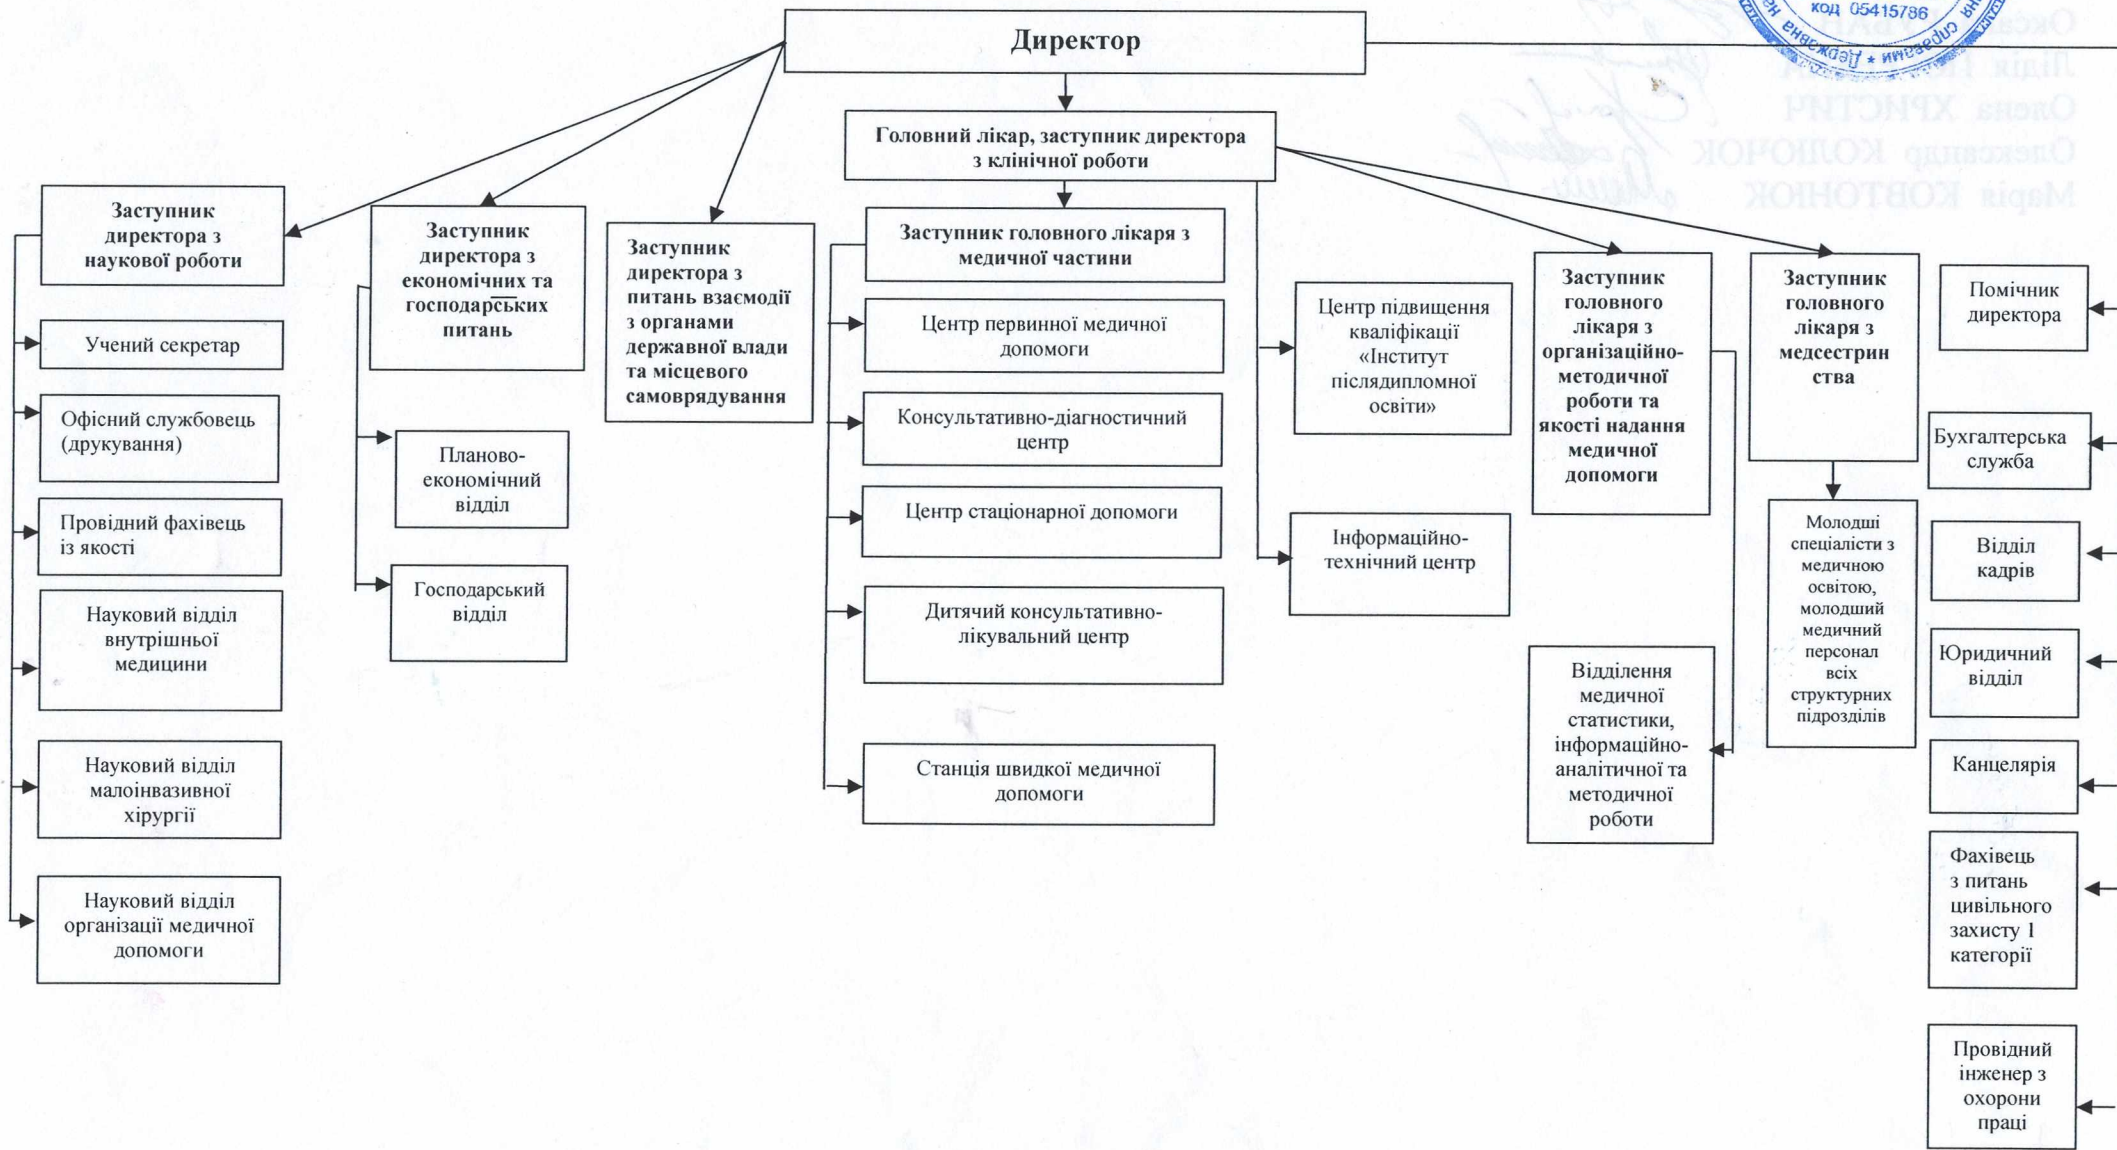 Директор
Головний лікар, заступник директора
з клінічної роботи
Заступник
директора з
наукової роботи
Учений секретар
Офісний службовець
(друкування)
Провідний фахівець
із якості
Науковий відділ
внутрішньої
медицини
Науковий відділ
малоінвазивної
хірургії
Науковий відділ
організації медичної
допомоги
Заступник
директора з
економічних та
господарських
питань
Планово-
економічний
відділ
Господарський
відділ
Заступник
директора з
питань взаємодії
з органами
державної влади
та місцевого
самоврядування
Заступник головного лікаря з
медичної частини
Центр первинної медичної
допомоги
Консультативно-діагностичний
центр
Центр стаціонарної допомоги
Дитячий консультативно-
лікувальний центр
Станція швидкої медичної
допомоги
Центр підвищення
кваліфікації
«Інститут
післядипломної
освіти»
Інформаційно-
технічний центр
Заступник
головного
лікаря з
організаційно-
методичної
роботи та
якості надання
медичної
допомоги
Відділення
медичної
статистики,
інформаційно-
аналітичної та
методичної
роботи
Заступник
головного
лікаря з
медсестрин
ства
Молодші
спеціалісти з
медичною
освітою,
молодший
медичний
персонал
всіх
структурних
підрозділів
Помічник
директора
Бухгалтерська
служба
Відділ
кадрів
Юридичний
відділ
Канцелярія
Фахівець
з питань
цивільного
захисту 1
категорії
Провідний
інженер з
охорони
праці
код 05415786
справами * Державна
Лідія
Олена ХРИСТИЧ
Олександр КОЛЮЧОК
Марія КОВТОНЮК